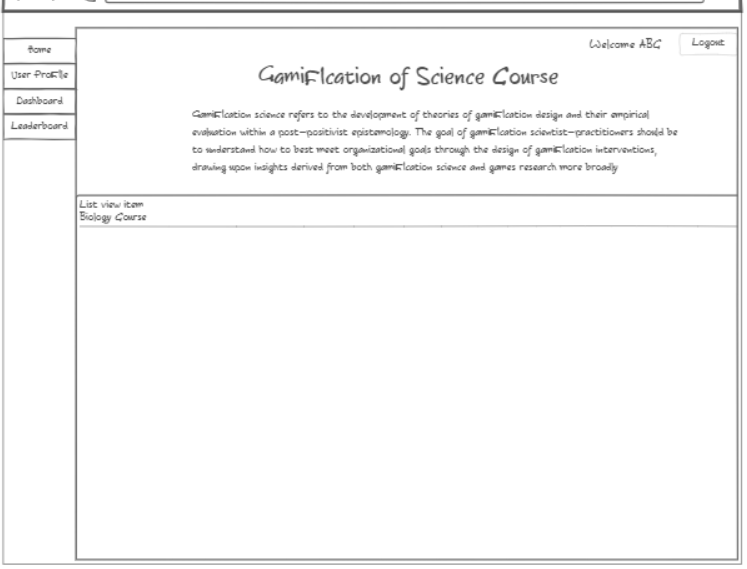 Welcome ABC
Logout
Home
User Profile
Dashboard
Leaderboard
Gamification of Science Course
Gamification science refers to the development of theories of gamification design and their empirical
evaluation within a post-positivist epistemology. The goal of gamification scientist-practitioners should be
to understand how to best meet organizational goals through the design of gamification interventions,
drawing upon insights derived from both gamification science and games research more broadly
List view item
Biology Course